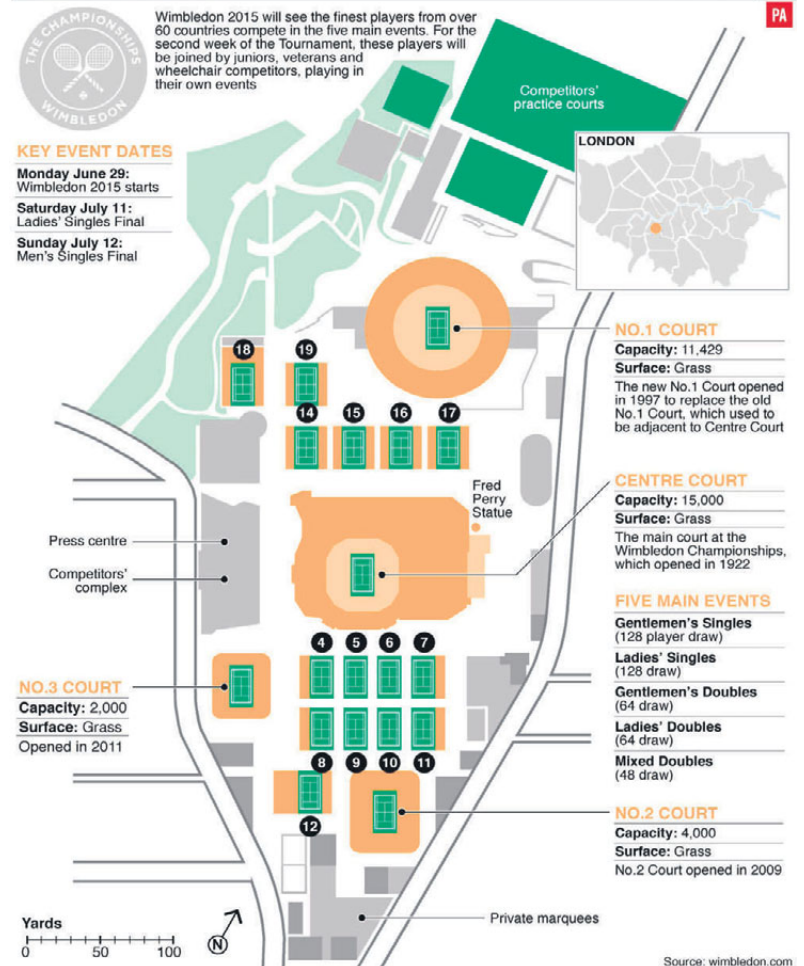 PA
THE CHAMPIONSHIPS
WIMBLEDON
Wimbledon 2015 will see the finest players from over
60 countries compete in the five main events. For the
second week of the Tournament, these players will
be joined by juniors, veterans and
wheelchair competitors, playing in
their own events
KEY EVENT DATES
Monday June 29:
Wimbledon 2015 starts
Saturday July 11:
Ladies' Singles Final
Sunday July 12:
Men's Singles Final
Competitors'
practice courts
LONDON
NO.1 COURT
Capacity: 11,429
Surface: Grass
The new No.1 Court opened
in 1997 to replace the old
No.1 Court, which used to
be adjacent to Centre Court
18
19
14
15
16
17
Fred
Perry
Statue
CENTRE COURT
Capacity: 15,000
Surface: Grass
The main court at the
Wimbledon Championships,
which opened in 1922
Press centre
Competitors'
complex
FIVE MAIN EVENTS
Gentlemen's Singles
(128 player draw)
Ladies' Singles
(128 draw)
Gentlemen's Doubles
(64 draw)
Ladies' Doubles
(64 draw)
Mixed Doubles
(48 draw)
4
5
6
7
NO.3 COURT
Capacity: 2,000
Surface: Grass
Opened in 2011
8
9
10
11
12
NO.2 COURT
Capacity: 4,000
Surface: Grass
No.2 Court opened in 2009
Private marquees
Yards
0
50
100
N
Source: wimbledon.com